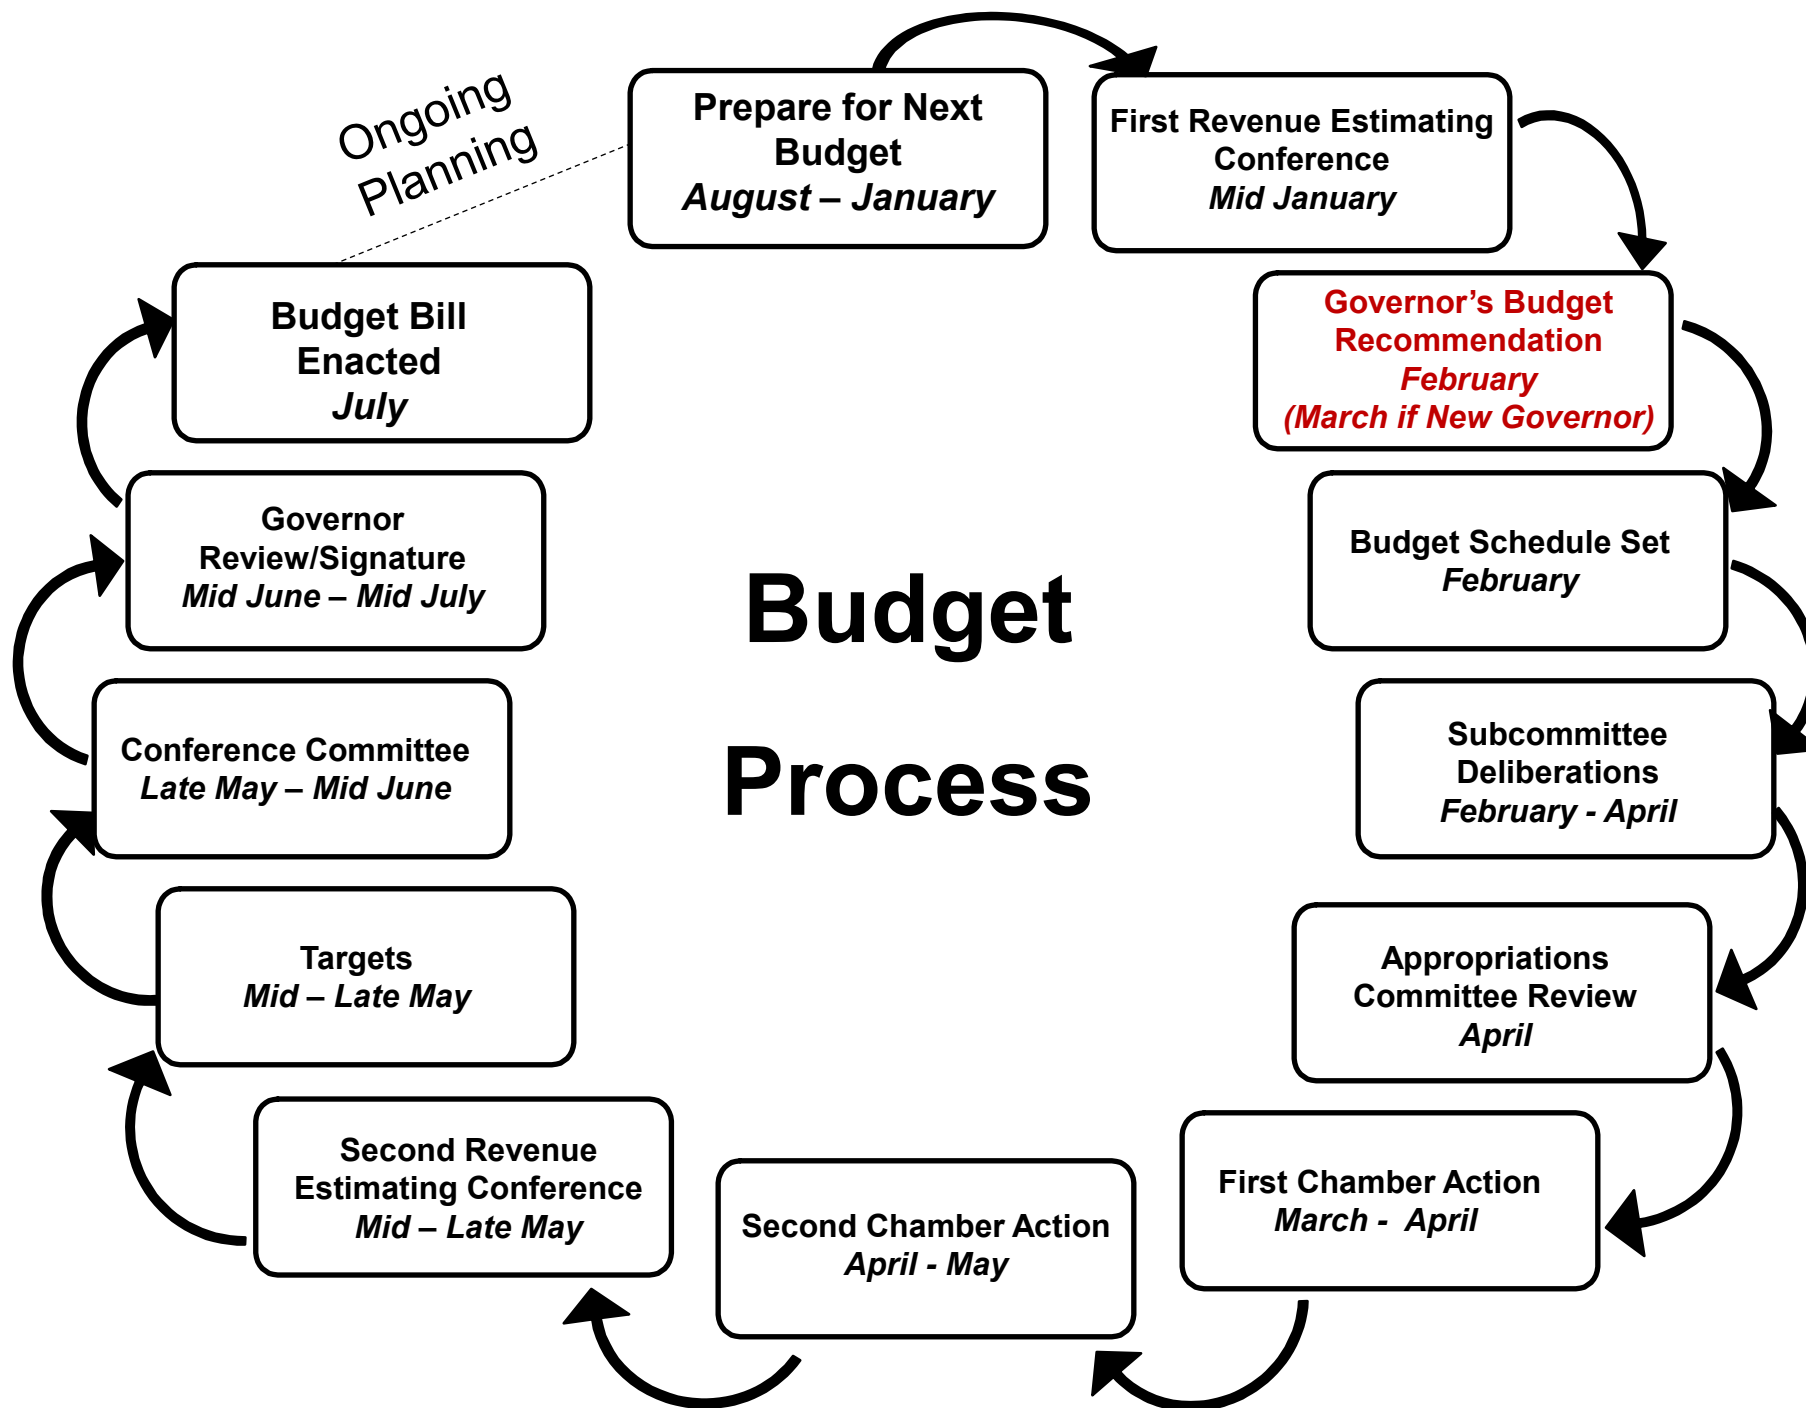 Ongoing
Planning
Prepare for Next
Budget
August – January
First Revenue Estimating
Conference
Mid January
Governor’s Budget
Recommendation
February
(March if New Governor)
Budget Schedule Set
February
Subcommittee
Deliberations
February - April
Appropriations
Committee Review
April
First Chamber Action
March -  April
Second Chamber Action
April - May
Second Revenue
Estimating Conference
Mid – Late May
Targets
Mid – Late May
Conference Committee
Late May – Mid June
Governor
Review/Signature
Mid June – Mid July
Budget Bill
Enacted
July
Budget
Process